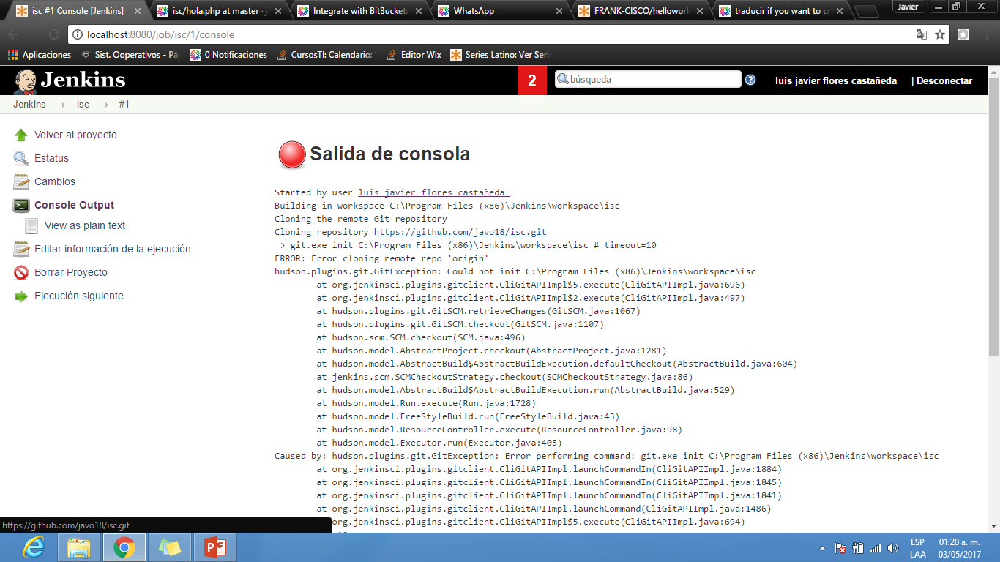 isc #1 Console [Jenkins]
isc/hola.php at master · j
Integrate with BitBucket
WhatsApp
FRANK-CISCO/hellowor
traducir if you want to c
Javier
localhost:8080/job/isc/1/console
Aplicaciones
Sist. Ooperativos - Pá
0 Notificaciones
CursosTI: Calendario:
Editor Wix
Series Latino: Ver Seri
Jenkins
2
búsqueda
luis javier flores castañeda
| Desconectar
Jenkins
isc
#1
Volver al proyecto
Estatus
Cambios
Console Output
View as plain text
Editar información de la ejecución
Borrar Proyecto
Ejecución siguiente
Salida de consola
Started by user luis javier flores castañeda
Building in workspace C:\Program Files (x86)\Jenkins\workspace\isc
Cloning the remote Git repository
Cloning repository https://github.com/javo18/isc.git
 > git.exe init C:\Program Files (x86)\Jenkins\workspace\isc # timeout=10
ERROR: Error cloning remote repo 'origin'
hudson.plugins.git.GitException: Could not init C:\Program Files (x86)\Jenkins\workspace\isc
at org.jenkinsci.plugins.gitclient.CliGitAPIImpl$5.execute(CliGitAPIImpl.java:696)
at org.jenkinsci.plugins.gitclient.CliGitAPIImpl$2.execute(CliGitAPIImpl.java:497)
at hudson.plugins.git.GitSCM.retrieveChanges(GitSCM.java:1067)
at hudson.plugins.git.GitSCM.checkout(GitSCM.java:1107)
at hudson.scm.SCM.checkout(SCM.java:496)
at hudson.model.AbstractProject.checkout(AbstractProject.java:1281)
at hudson.model.AbstractBuild$AbstractBuildExecution.defaultCheckout(AbstractBuild.java:604)
at jenkins.scm.SCMCheckoutStrategy.checkout(SCMCheckoutStrategy.java:86)
at hudson.model.AbstractBuild$AbstractBuildExecution.run(AbstractBuild.java:529)
at hudson.model.Run.execute(Run.java:1728)
at hudson.model.FreeStyleBuild.run(FreeStyleBuild.java:43)
at hudson.model.ResourceController.execute(ResourceController.java:98)
at hudson.model.Executor.run(Executor.java:405)
Caused by: hudson.plugins.git.GitException: Error performing command: git.exe init C:\Program Files (x86)\Jenkins\workspace\isc
at org.jenkinsci.plugins.gitclient.CliGitAPIImpl.launchCommandIn(CliGitAPIImpl.java:1884)
at org.jenkinsci.plugins.gitclient.CliGitAPIImpl.launchCommandIn(CliGitAPIImpl.java:1845)
at org.jenkinsci.plugins.gitclient.CliGitAPIImpl.launchCommandIn(CliGitAPIImpl.java:1841)
at org.jenkinsci.plugins.gitclient.CliGitAPIImpl.launchCommand(CliGitAPIImpl.java:1486)
org.jenkinsci.plugins.gitclient.CliGitAPIImpl$5.execute(CliGitAPIImpl.java:694)
https://github.com/javo18/isc.git
ESP
LAA
01:20 a. m.
03/05/2017